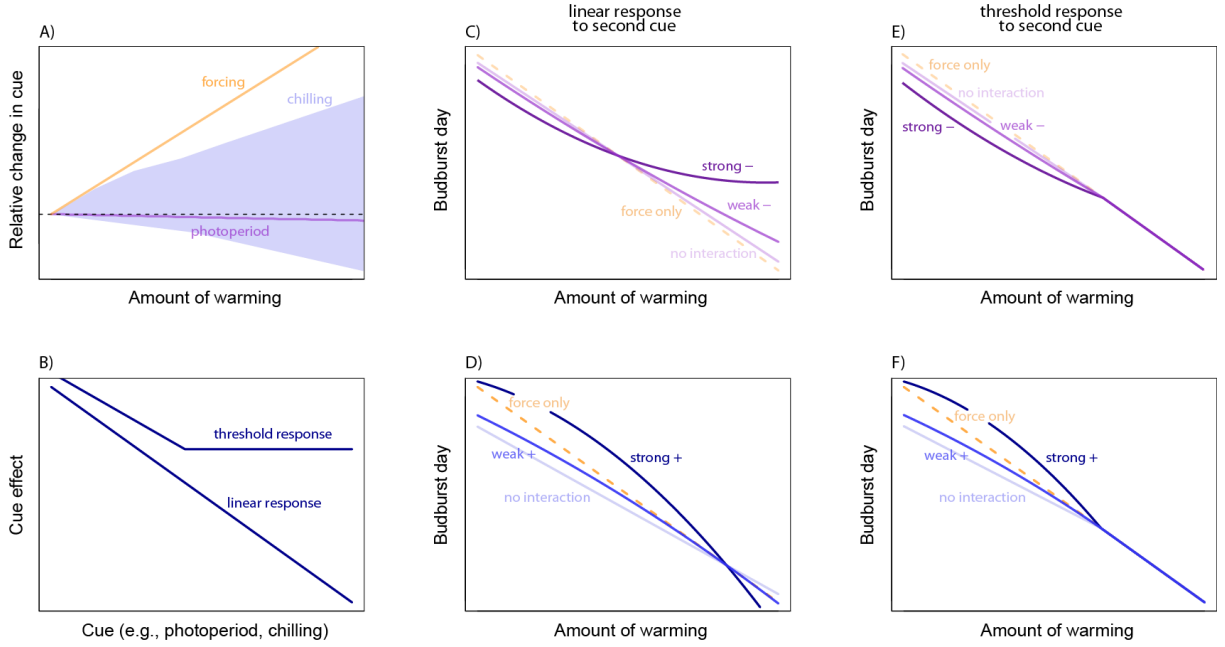 linear response
to second cue
threshold response
to second cue
A)
forcing
chilling
photoperiod
Relative change in cue
Amount of warming
C)
strong –
weak –
force only
no interaction
Budburst day
Amount of warming
E)
force only
no interaction
weak –
strong –
Budburst day
Amount of warming
B)
threshold response
linear response
Cue effect
Cue (e.g., photoperiod, chilling)
D)
force only
weak +
strong +
no interaction
Budburst day
Amount of warming
F)
force only
weak +
strong +
no interaction
Budburst day
Amount of warming